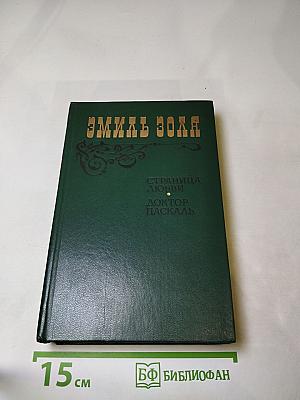 ЭМИЛЬ ЗОЛЯ
СТРАНИЦА
ЛЮБВИ
ДОКТОР
ПАСКАЛЬ
15 см
БФ БИБЛИОФАН